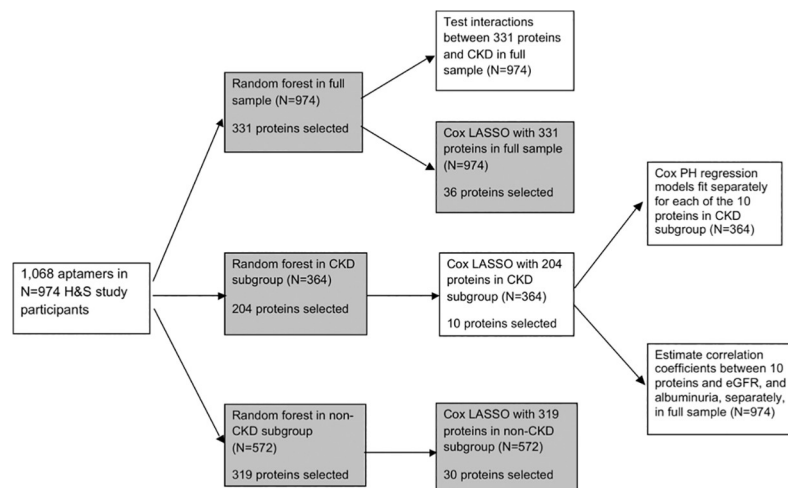 1,068 aptamers in
N=974 H&S study
participants
Random forest in full
sample (N=974)
331 proteins selected
Test interactions
between 331 proteins
and CKD in full
sample (N=974)
Cox LASSO with 331
proteins in full sample
(N=974)
36 proteins selected
Random forest in CKD
subgroup (N=364)
204 proteins selected
Cox LASSO with 204
proteins in CKD
subgroup (N=364)
10 proteins selected
Cox PH regression
models fit separately
for each of the 10
proteins in CKD
subgroup (N=364)
Estimate correlation
coefficients between 10
proteins and eGFR, and
albuminuria, separately,
in full sample (N=974)
Random forest in non-
CKD subgroup
(N=572)
319 proteins selected
Cox LASSO with 319
proteins in non-CKD
subgroup (N=572)
30 proteins selected